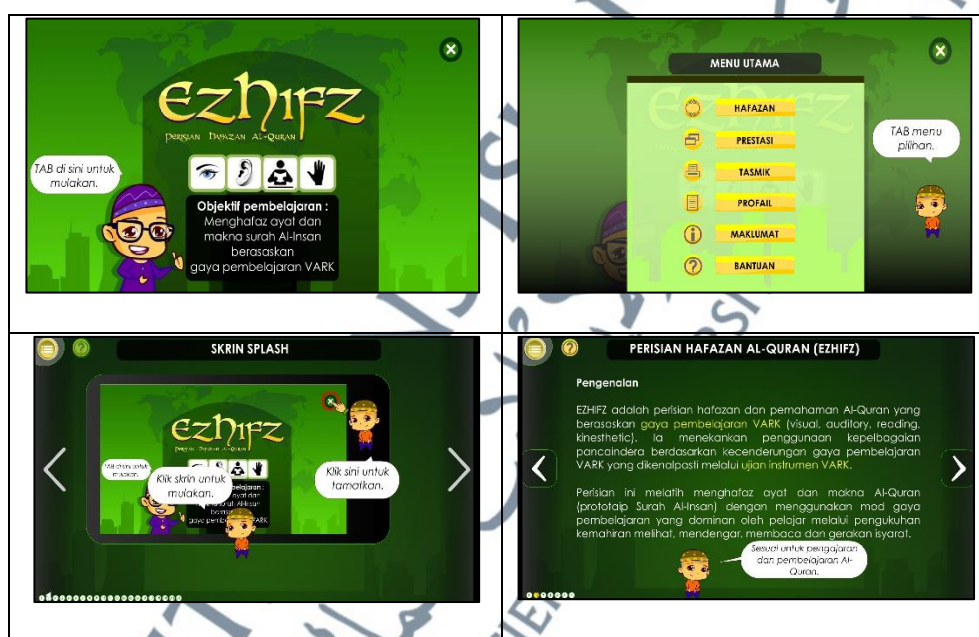 EZHIFZ
PERISIAN HAFAZAN AL-QURAN
TAB di sini untuk
mulakan.
Objektif pembelajaran :
Menghafaz ayat dan
makna surah Al-Insan
berasaskan
gaya pembelajaran VARK
MENU UTAMA
HAFAZAN
PRESTASI
TASMIK
PROFAIL
MAKLUMAT
BANTUAN
TAB menu
pilihan.
SKRIN SPLASH
EZHIFZ
Klik skrin untuk
mulakan.
Klik sini untuk
tamatkan.
PERISIAN HAFAZAN AL-QURAN (EZHIFZ)
Pengenalan
EZHIFZ adalah perisian hafazan dan pemahaman Al-Quran yang
berasaskan gaya pembelajaran VARK (visual, auditory, reading,
kinesthetic). Ia menekankan penggunaan kepelbagaian
pancaindera berdasarkan kecenderungan gaya pembelajaran
VARK yang dikenalpasti melalui ujian instrumen VARK.
Perisian ini melatih menghafaz ayat dan makna Al-Quran
(prototaip Surah Al-Insan) dengan menggunakan mod gaya
pembelajaran yang dominan oleh pelajar melalui pengukuhan
kemahiran melihat, mendengar, membaca dan gerakan isyarat.
Sesuai untuk pengajaran
dan pembelajaran Al-
Quran.